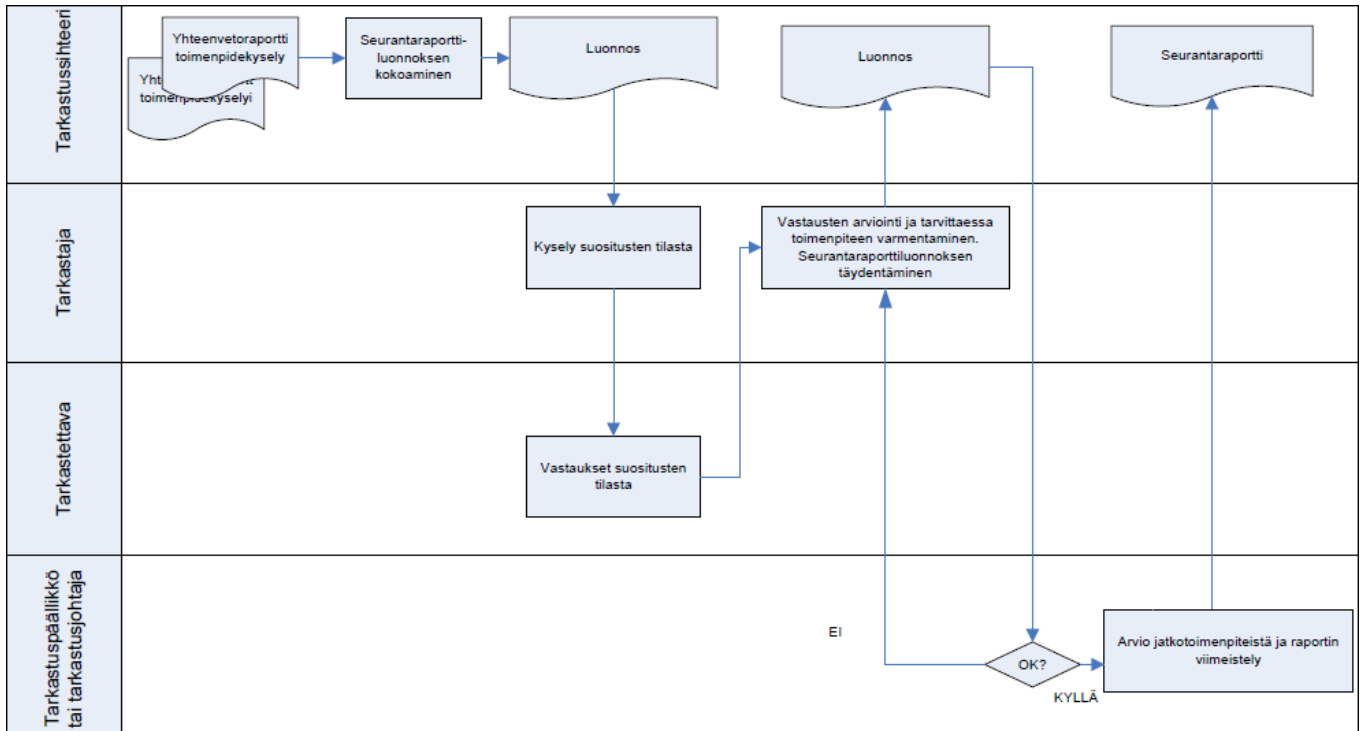 Tarkastussihteeri
Yhteenvetoraportti
toimenpidekysely
toimenpidekyselyi
Seurantaraportti-
luonnoksen
kokoaminen
Luonnos
Luonnos
Seurantaraportti
Tarkastaja
Kysely suositusten tilasta
Vastausten arviointi ja tarvittaessa
toimenpiteen varmentaminen.
Seurantaraporttiluonnoksen
täydentäminen
Tarkastettava
Vastaukset suositusten
tilasta
Tarkastuspäällikkö
tai tarkastusjohtaja
EI
OK?
KYLLÄ
Arvio jatkotoimenpiteistä ja raportin
viimeistely